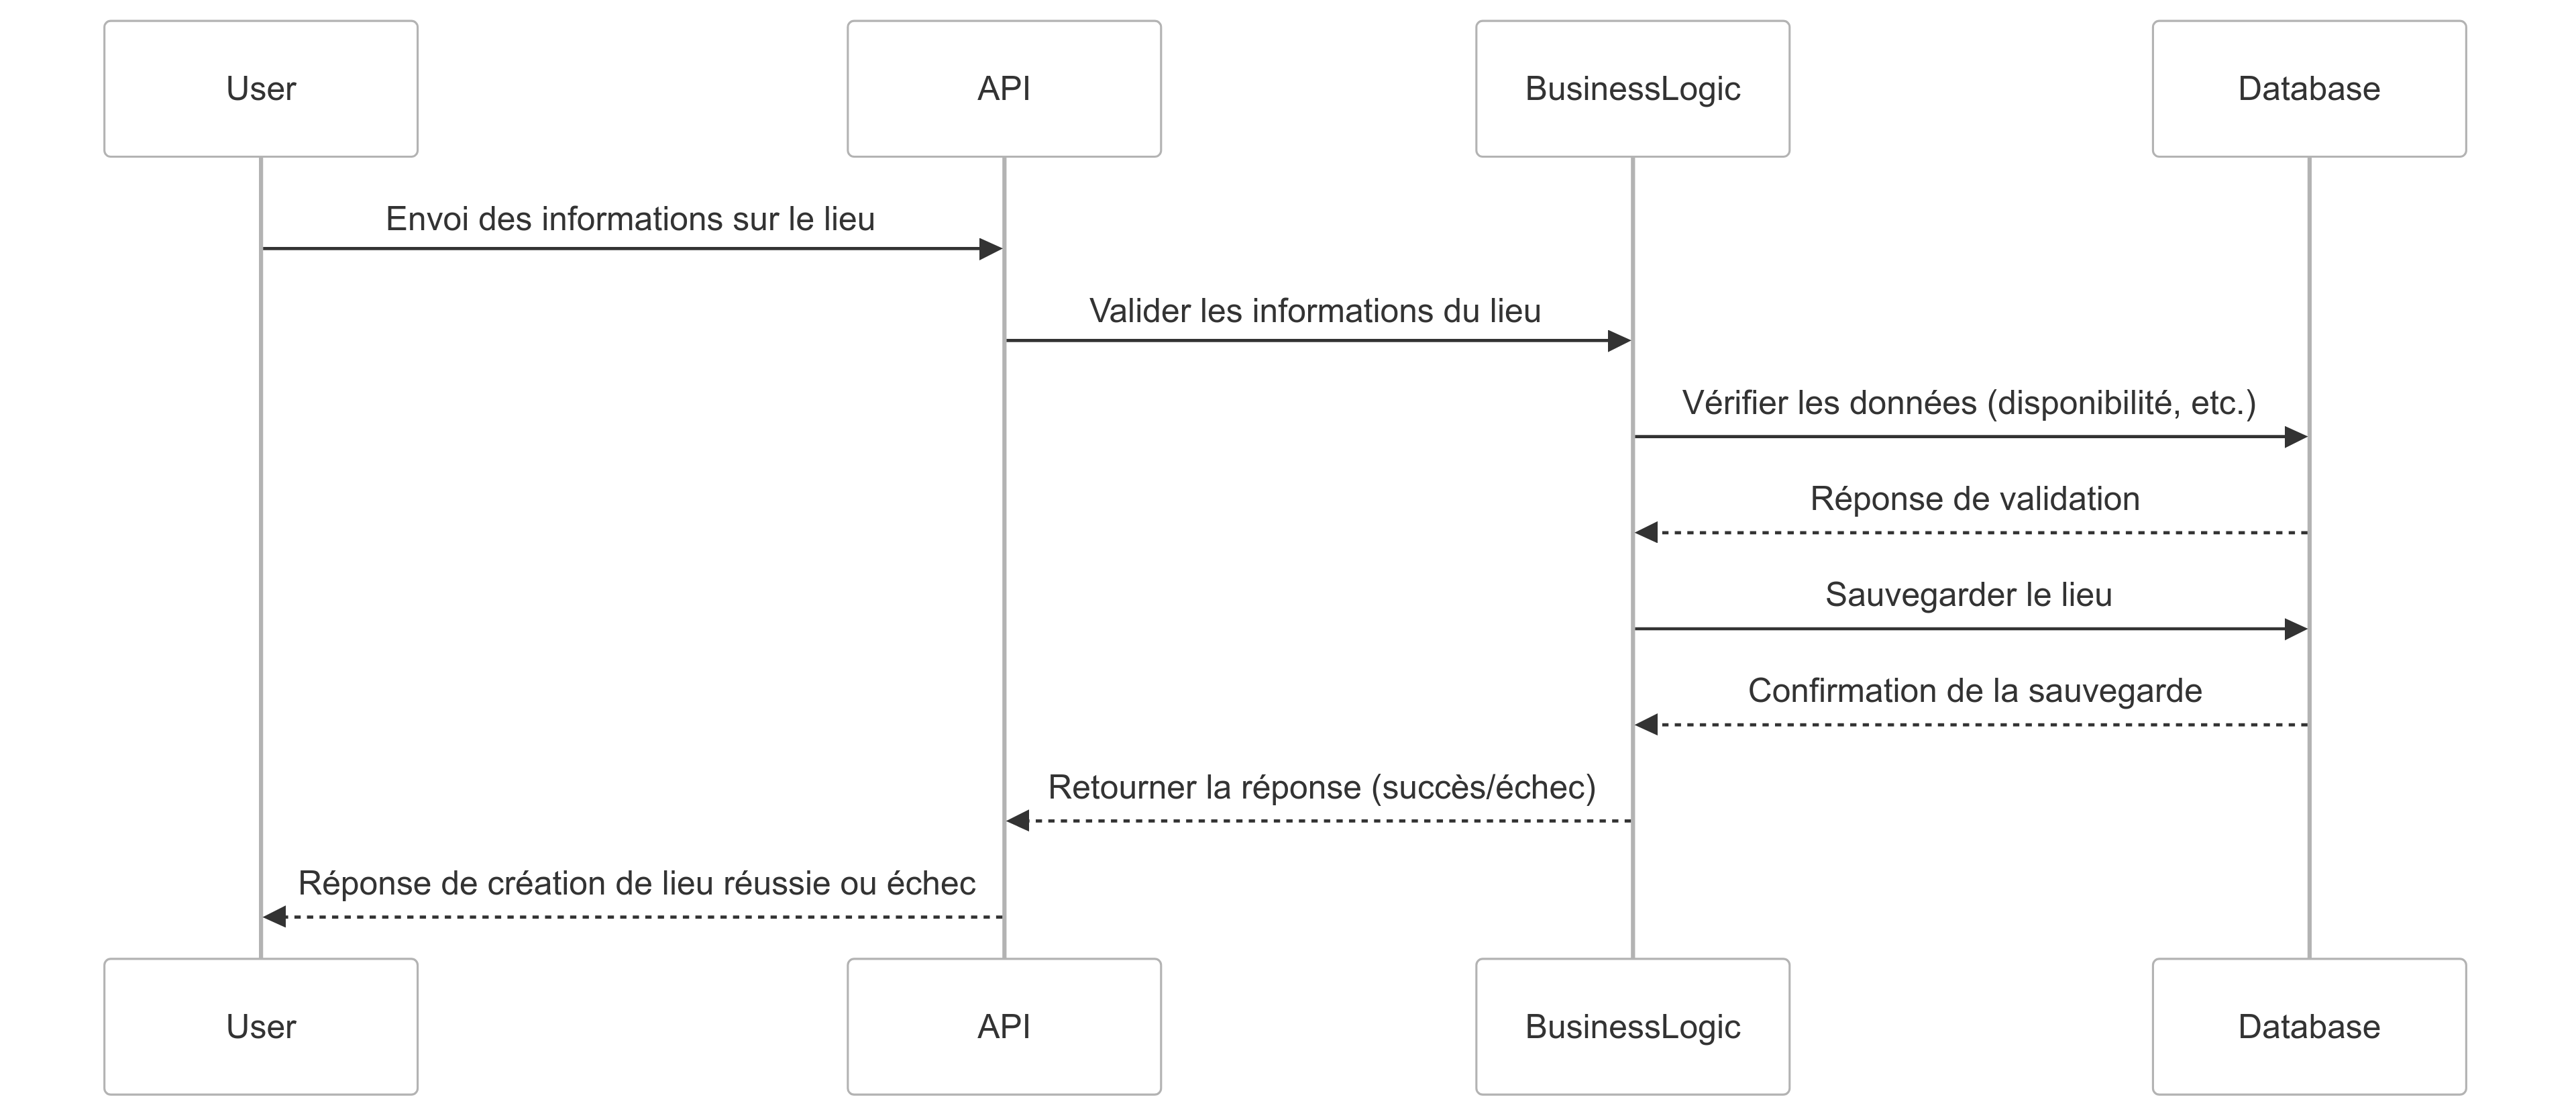 User
API
BusinessLogic
Database
Envoi des informations sur le lieu
Valider les informations du lieu
Vérifier les données (disponibilité, etc.)
Réponse de validation
Sauvegarder le lieu
Confirmation de la sauvegarde
Retourner la réponse (succès/échec)
Réponse de création de lieu réussie ou échec
User
API
BusinessLogic
Database